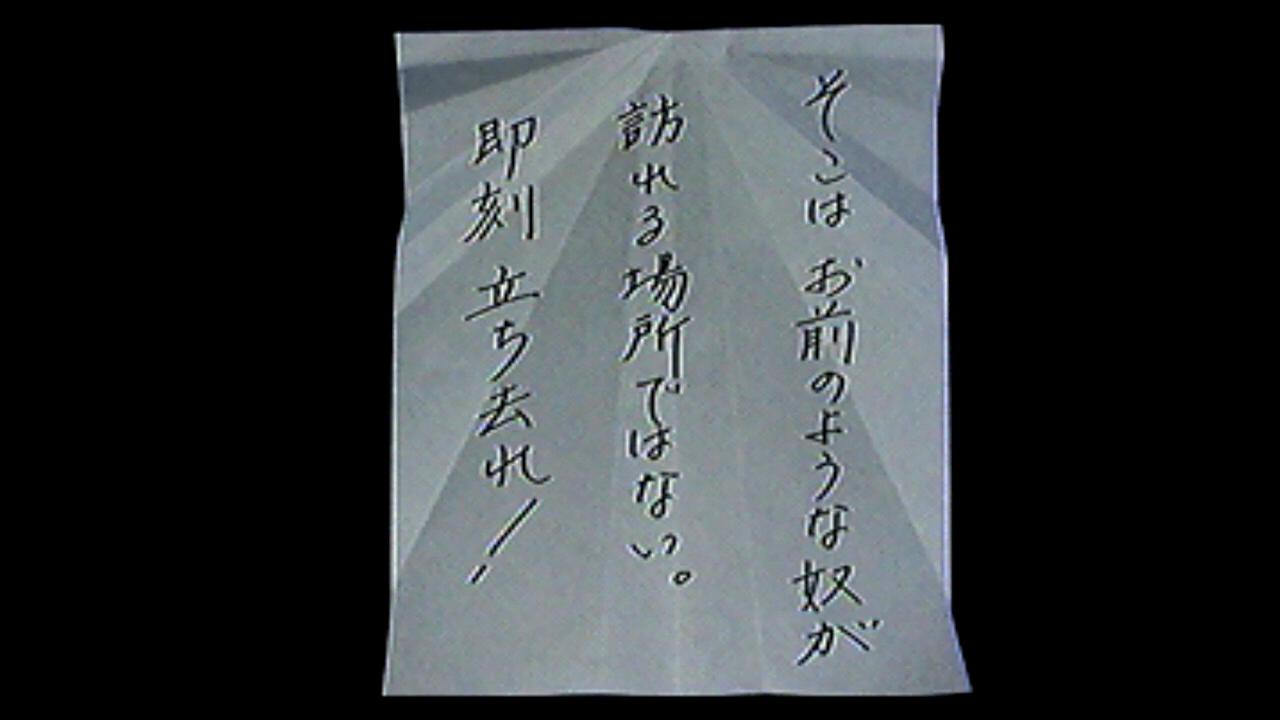 そこは お前のような奴が
訪れる場所ではない。
即刻 立ち去れ！